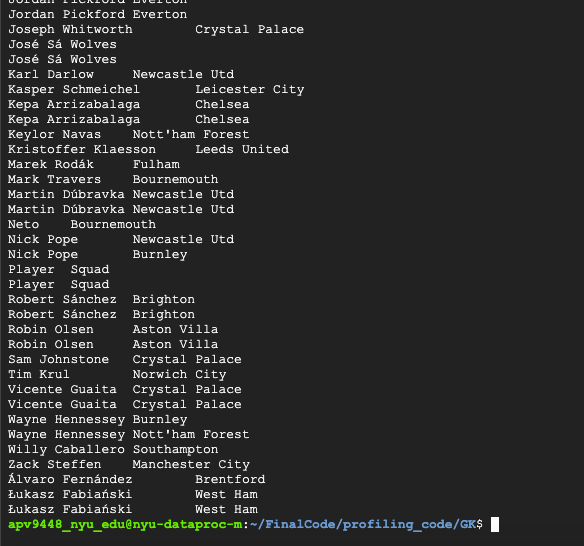 Jordan Pickford Everton
Jordan Pickford Everton
Joseph Whitworth Crystal Palace
José Sá Wolves
José Sá Wolves
Karl Darlow Newcastle Utd
Kasper Schmeichel Leicester City
Kepa Arrizabalaga Chelsea
Kepa Arrizabalaga Chelsea
Keylor Navas Nott'ham Forest
Kristoffer Klaesson Leeds United
Marek Rodák Fulham
Mark Travers Bournemouth
Martin Dúbravka Newcastle Utd
Martin Dúbravka Newcastle Utd
Neto Bournemouth
Nick Pope Newcastle Utd
Nick Pope Burnley
Player Squad
Player Squad
Robert Sánchez Brighton
Robert Sánchez Brighton
Robin Olsen Aston Villa
Robin Olsen Aston Villa
Sam Johnstone Crystal Palace
Tim Krul Norwich City
Vicente Guaita Crystal Palace
Vicente Guaita Crystal Palace
Wayne Hennessey Burnley
Wayne Hennessey Nott'ham Forest
Willy Caballero Southampton
Zack Steffen Manchester City
Álvaro Fernández Brentford
Łukasz Fabiański West Ham
Łukasz Fabiański West Ham
apv9448_nyu_edu@nyu-dataproc-m:~/FinalCode/profiling_code/GK$